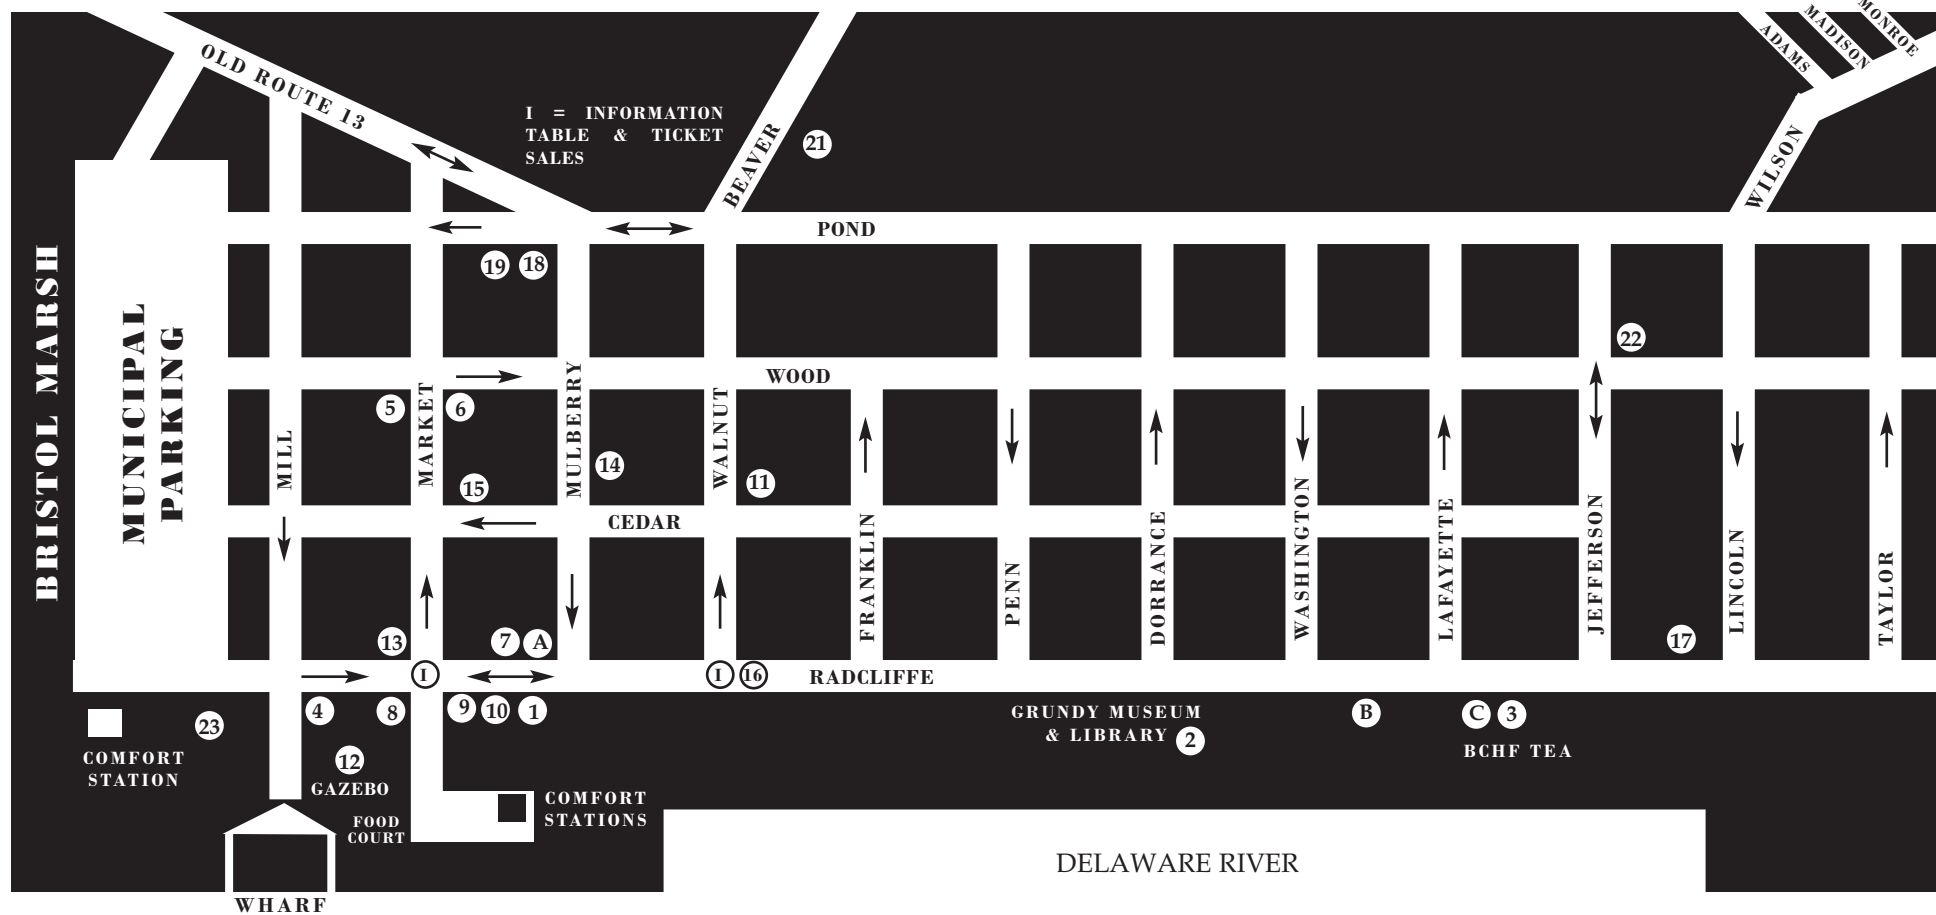 MONROE
MADISON
ADAMS
OLD ROUTE 13
I = INFORMATION
TABLE & TICKET
SALES
BEAVER
21
WILSON
POND
19
18
BRISTOL MARSH
MUNICIPAL
PARKING
22
WOOD
5
6
MILL
MARKET
MULBERRY
WALNUT
14
15
11
CEDAR
FRANKLIN
PENN
DORRANCE
WASHINGTON
LAFAYETTE
JEFFERSON
LINCOLN
TAYLOR
13
7
A
17
I
I
16
RADCLIFFE
4
8
9
10
1
23
GRUNDY MUSEUM
& LIBRARY
2
B
C
3
BCHF TEA
COMFORT
STATION
12
GAZEBO
COMFORT
STATIONS
FOOD
COURT
DELAWARE RIVER
WHARF